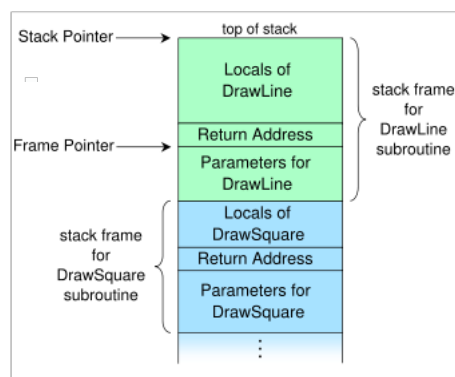 Stack Pointer
top of stack
Locals of
DrawLine
stack frame
for
DrawLine
subroutine
Return Address
Frame Pointer
Parameters for
DrawLine
stack frame
for
DrawSquare
subroutine
Locals of
DrawSquare
Return Address
Parameters for
DrawSquare